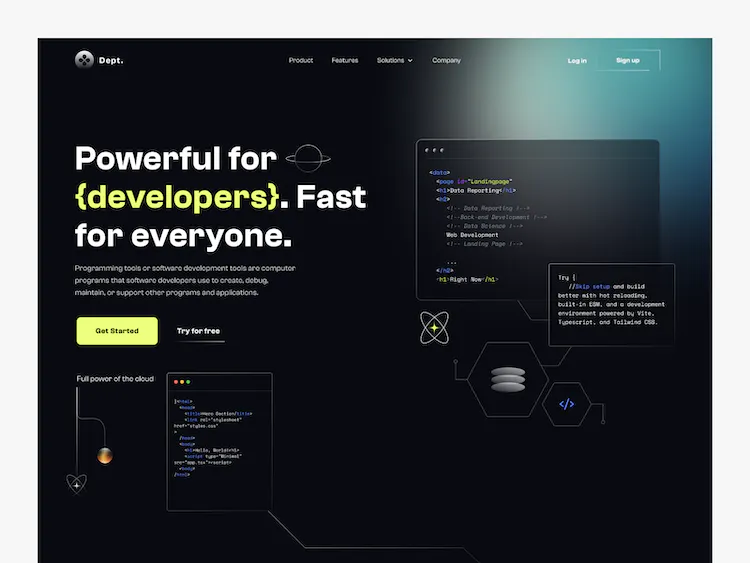 Dept.
Product
Features
Solutions
Company
Log in
Sign up
Powerful for
{developers}. Fast
for everyone.
Programming tools or software development tools are computor
programs that software developers use to create, debug,
maintain, or support other programs and applications.
Get Started
Try for free
<data>
<page id="Landingpage"
<h1>Data Reporting</h1>
<h2>
<!-- Data Reporting !-->
<!--Back-end Development !-->
<!-- Data Science !-->
Web Development
<!-- Landing Page !-->
...
</h2>
<h1>Right Now</h1>
Try {
//Skip setup and build
better with hot reloading,
built-in ESM, and a development
environment powered by Vite,
Typescript, and Tailwind CSS.
</>
Full power of the cloud
<html>
<head>
<title>Hero Section/title>
<link rel="stylesheet"
href="styles.css"
>
/head>
<body>
<h1>Hello, World!<h1>
<script type="Minimal"
src="app.tsx"><script>
<body>
/html>